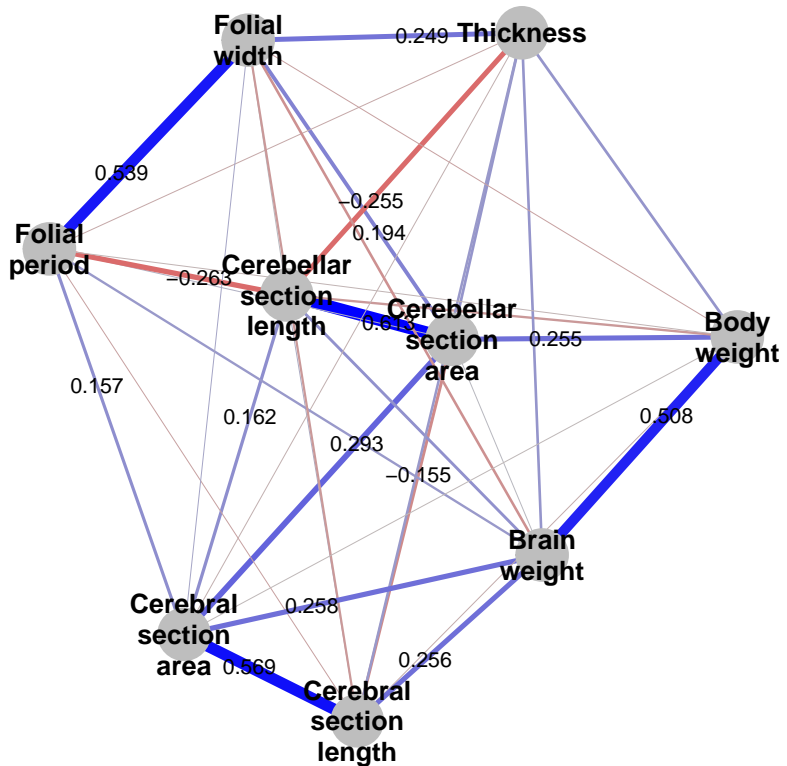 Folial
width
0.249
Thickness
0.539
−0.255
0.194
Folial
period
−0.263
Cerebellar
section
length
0.613
Cerebellar
section
area
0.255
Body
weight
0.157
0.162
0.293
0.508
−0.155
Brain
weight
Cerebral
section
area
0.258
0.569
0.256
Cerebral
section
length